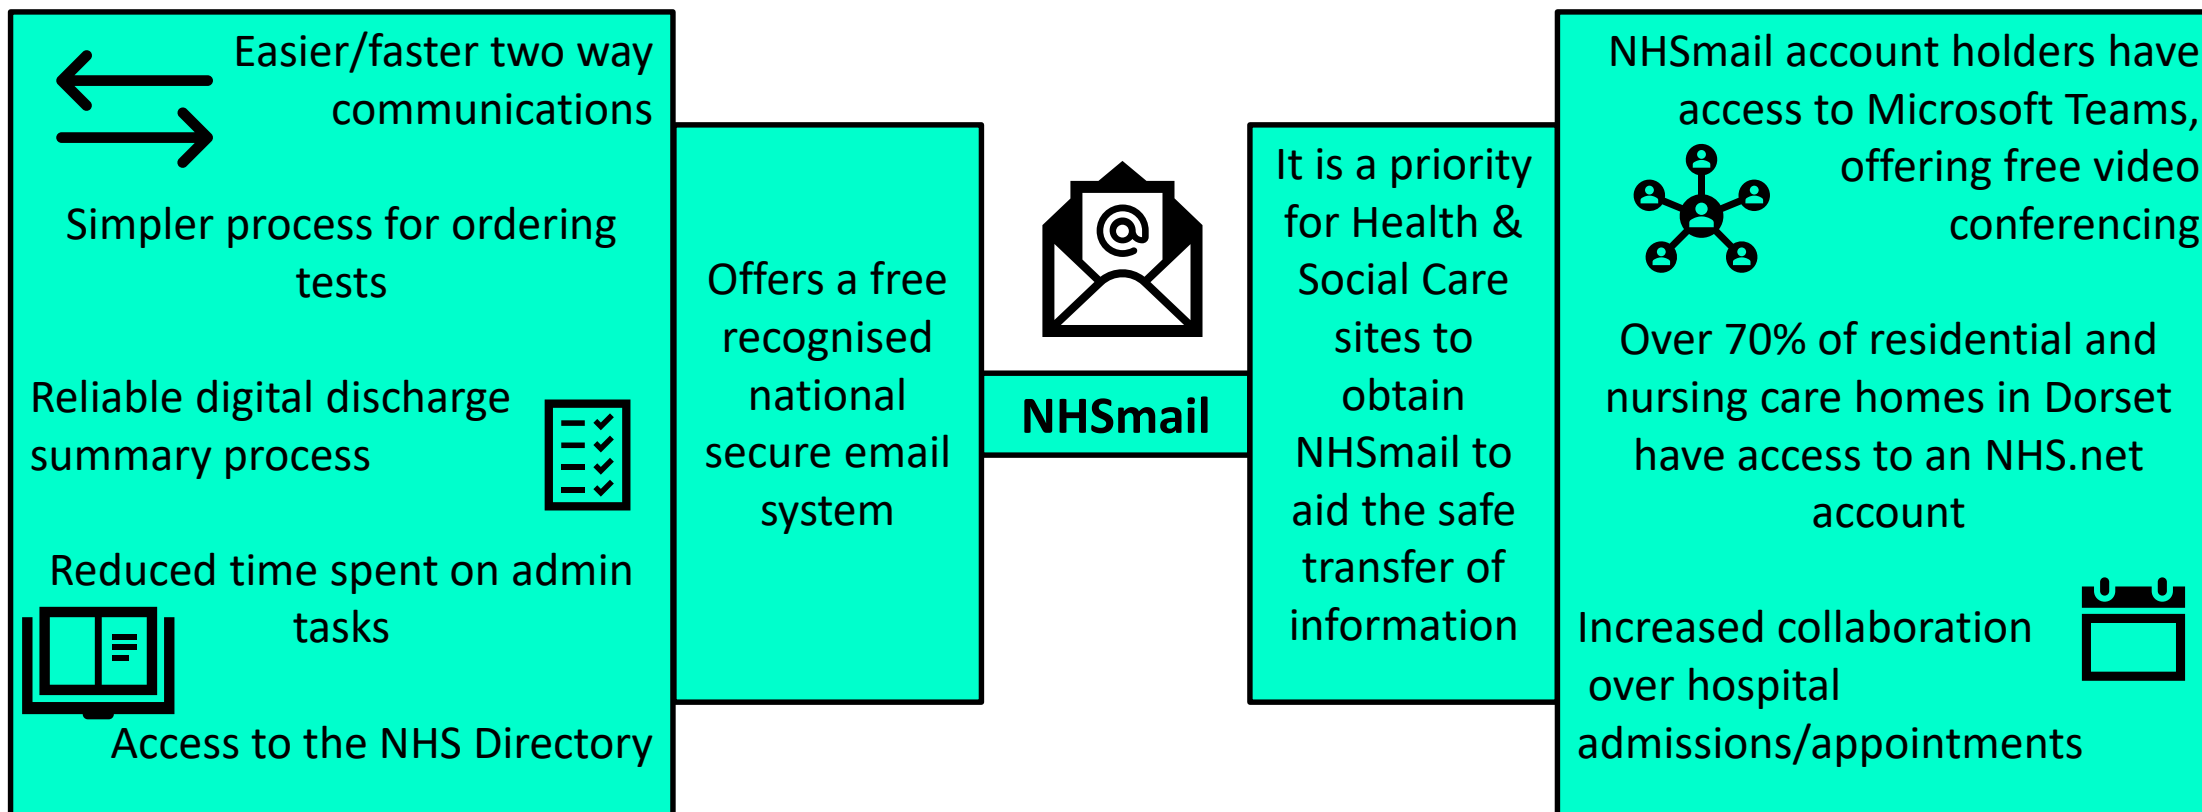 Easier/faster two way
communications
Simpler process for ordering
tests
Reliable digital discharge
summary process
Reduced time spent on admin
tasks
Access to the NHS Directory
Offers a free
recognised
national
secure email
system
@
NHSmail
It is a priority
for Health &
Social Care
sites to
obtain
NHSmail to
aid the safe
transfer of
information
NHSmail account holders have
access to Microsoft Teams,
offering free video
conferencing
Over 70% of residential and
nursing care homes in Dorset
have access to an NHS.net
account
Increased collaboration
over hospital
admissions/appointments